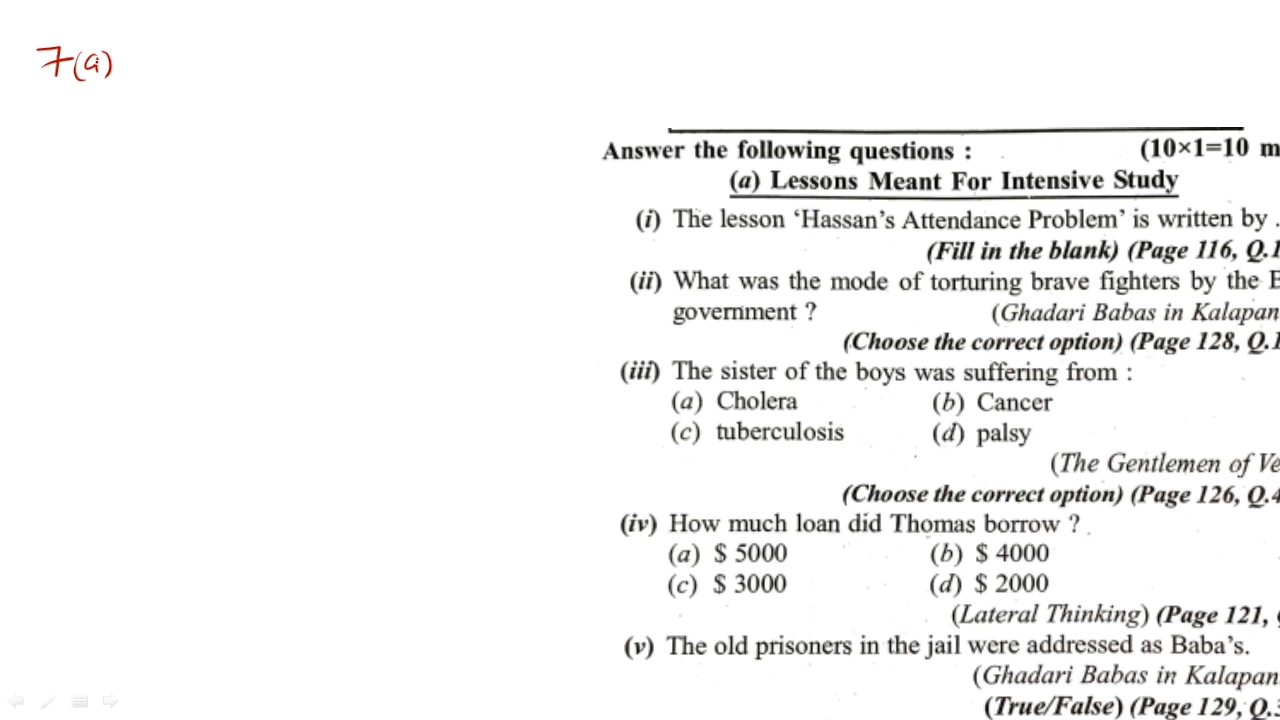 7(a)
Answer the following questions : (10×1=10 m
(a) Lessons Meant For Intensive Study
(i) The lesson ‘Hassan’s Attendance Problem’ is written by .
(Fill in the blank) (Page 116, Q.1
(ii) What was the mode of torturing brave fighters by the B
government ? (Ghadari Babas in Kalapan
(Choose the correct option) (Page 128, Q.1
(iii) The sister of the boys was suffering from :
(a) Cholera (b) Cancer
(c) tuberculosis (d) palsy
(The Gentlemen of Ve
(Choose the correct option) (Page 126, Q.4
(iv) How much loan did Thomas borrow ?
(a) $ 5000 (b) $ 4000
(c) $ 3000 (d) $ 2000
(Lateral Thinking) (Page 121,
(v) The old prisoners in the jail were addressed as Baba’s.
(Ghadari Babas in Kalapan
(True/False) (Page 129, Q.3